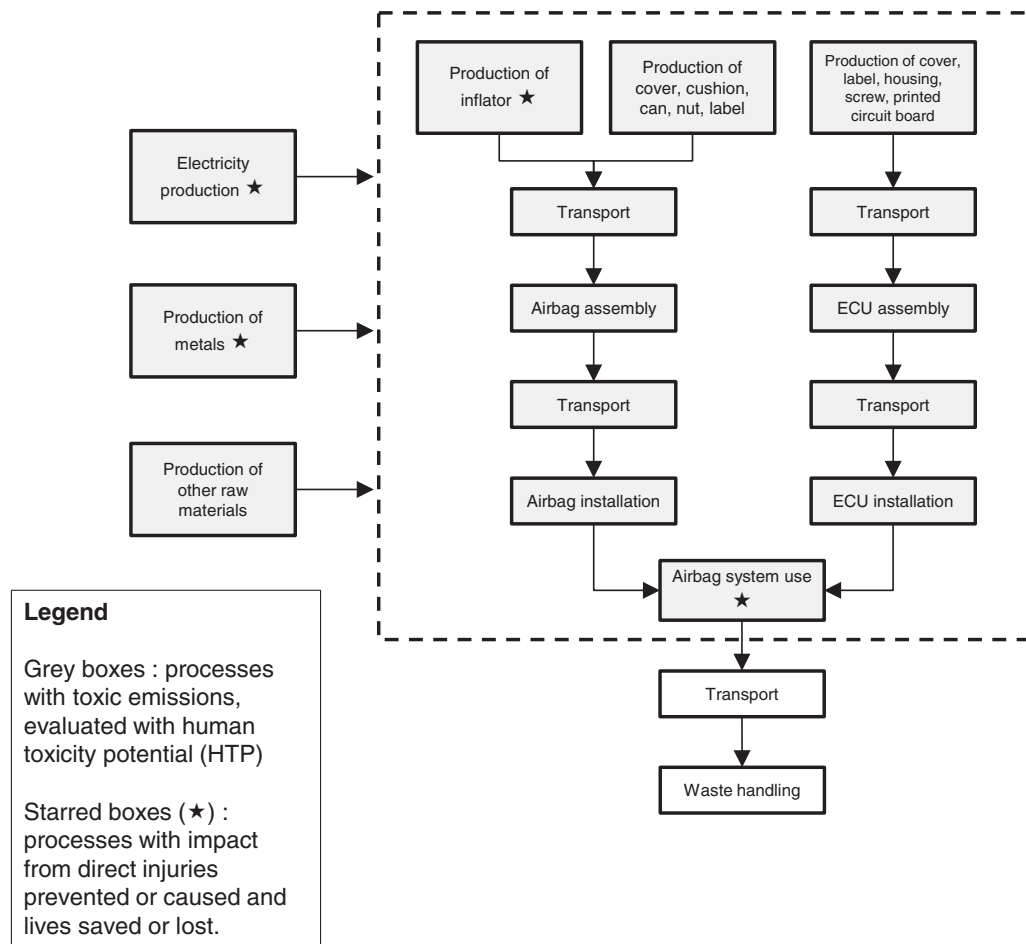 Production of
inflator ★
Production of
cover, cushion,
can, nut, label
Production of cover,
label, housing,
screw, printed
circuit board
Electricity
production ★
Transport
Transport
Production of
metals ★
Airbag assembly
ECU assembly
Transport
Transport
Production of
other raw
materials
Airbag installation
ECU installation
Airbag system use
★
Transport
Waste handling
Legend
Grey boxes : processes
with toxic emissions,
evaluated with human
toxicity potential (HTP)
Starred boxes (★) :
processes with impact
from direct injuries
prevented or caused and
lives saved or lost.